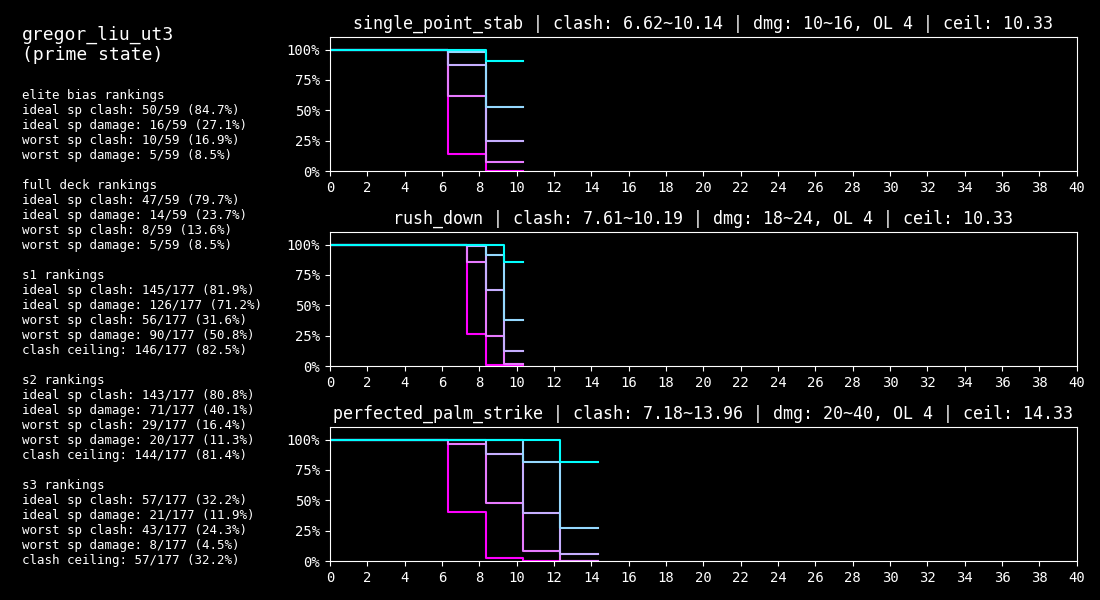 gregor_liu_ut3
(prime state)
elite bias rankings
ideal sp clash: 50/59 (84.7%)
ideal sp damage: 16/59 (27.1%)
worst sp clash: 10/59 (16.9%)
worst sp damage: 5/59 (8.5%)
full deck rankings
ideal sp clash: 47/59 (79.7%)
ideal sp damage: 14/59 (23.7%)
worst sp clash: 8/59 (13.6%)
worst sp damage: 5/59 (8.5%)
s1 rankings
ideal sp clash: 145/177 (81.9%)
ideal sp damage: 126/177 (71.2%)
worst sp clash: 56/177 (31.6%)
worst sp damage: 90/177 (50.8%)
clash ceiling: 146/177 (82.5%)
s2 rankings
ideal sp clash: 143/177 (80.8%)
ideal sp damage: 71/177 (40.1%)
worst sp clash: 29/177 (16.4%)
worst sp damage: 20/177 (11.3%)
clash ceiling: 144/177 (81.4%)
s3 rankings
ideal sp clash: 57/177 (32.2%)
ideal sp damage: 21/177 (11.9%)
worst sp clash: 43/177 (24.3%)
worst sp damage: 8/177 (4.5%)
clash ceiling: 57/177 (32.2%)
single_point_stab | clash: 6.62~10.14 | dmg: 10~16, OL 4 | ceil: 10.33
100%
75%
50%
25%
0%
0 2 4 6 8 10 12 14 16 18 20 22 24 26 28 30 32 34 36 38 40
rush_down | clash: 7.61~10.19 | dmg: 18~24, OL 4 | ceil: 10.33
100%
75%
50%
25%
0%
0 2 4 6 8 10 12 14 16 18 20 22 24 26 28 30 32 34 36 38 40
perfected_palm_strike | clash: 7.18~13.96 | dmg: 20~40, OL 4 | ceil: 14.33
100%
75%
50%
25%
0%
0 2 4 6 8 10 12 14 16 18 20 22 24 26 28 30 32 34 36 38 40